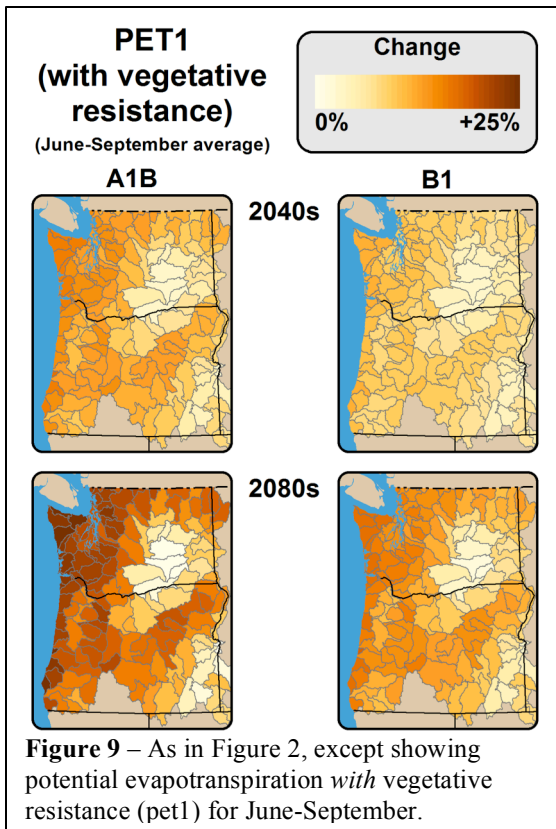 PET1
(with vegetative
resistance)
(June-September average)
Change
0% +25%
A1B B1
2040s
2080s
Figure 9 – As in Figure 2, except showing
potential evapotranspiration with vegetative
resistance (pet1) for June-September.